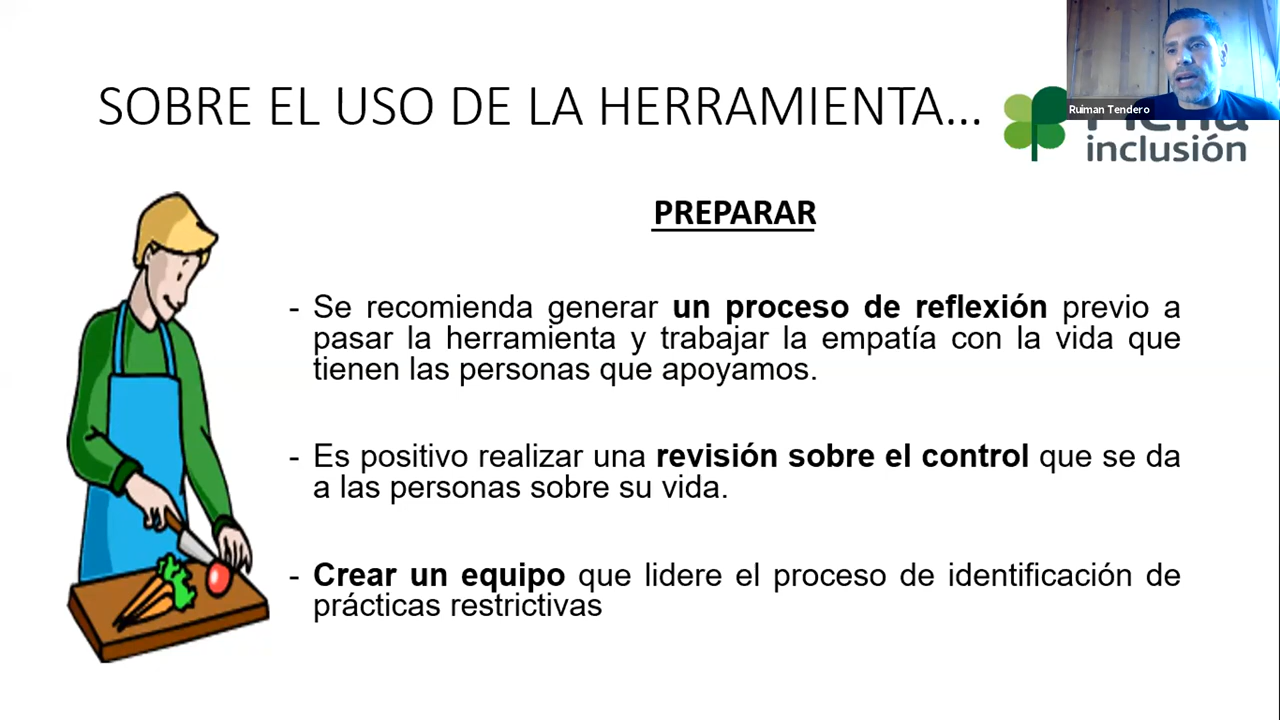 SOBRE EL USO DE LA HERRAMIENTA...
Ruiman Tendero
inclusión
PREPARAR
- Se recomienda generar un proceso de reflexión previo a
pasar la herramienta y trabajar la empatía con la vida que
tienen las personas que apoyamos.
- Es positivo realizar una revisión sobre el control que se da
a las personas sobre su vida.
- Crear un equipo que lidere el proceso de identificación de
prácticas restrictivas